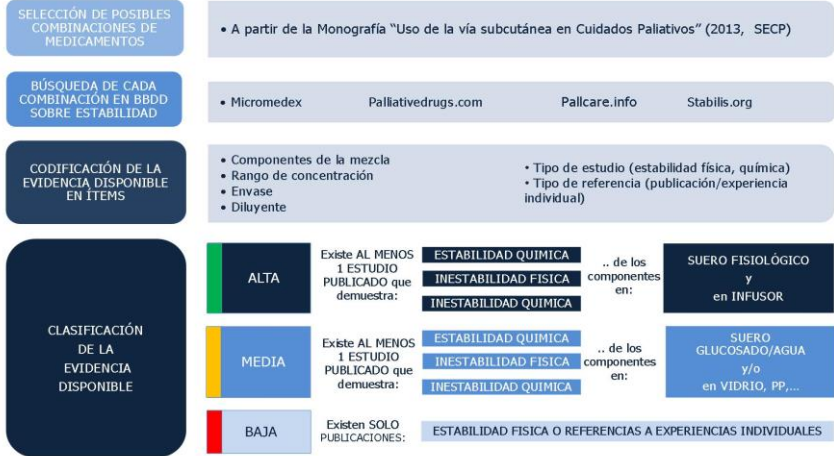 SELECCIÓN DE POSIBLES
COMBINACIONES DE
MEDICAMENTOS
• A partir de la Monografía “Uso de la vía subcutánea en Cuidados Paliativos” (2013, SECP)
BÚSQUEDA DE CADA
COMBINACIÓN EN BBDD
SOBRE ESTABILIDAD
• Micromedex Palliativedrugs.com Pallcare.info Stabilis.org
CODIFICACIÓN DE LA
EVIDENCIA DISPONIBLE
EN ÍTEMS
• Componentes de la mezcla
• Rango de concentración
• Envase
• Diluyente
• Tipo de estudio (estabilidad física, química)
• Tipo de referencia (publicación/experiencia
individual)
CLASIFICACIÓN
DE LA
EVIDENCIA
DISPONIBLE
ALTA
Existe AL MENOS
1 ESTUDIO
PUBLICADO que
demuestra:
ESTABILIDAD QUIMICA
INESTABILIDAD FISICA
INESTABILIDAD QUIMICA
.. de los
componentes
en:
SUERO FISIOLÓGICO
y
en INFUSOR
MEDIA
Existe AL MENOS
1 ESTUDIO
PUBLICADO que
demuestra:
ESTABILIDAD QUIMICA
INESTABILIDAD FISICA
INESTABILIDAD QUIMICA
.. de los
componentes
en:
SUERO
GLUCOSADO/AGUA
y/o
en VIDRIO, PP,...
BAJA
Existen SOLO
PUBLICACIONES:
ESTABILIDAD FISICA O REFERENCIAS A EXPERIENCIAS INDIVIDUALES